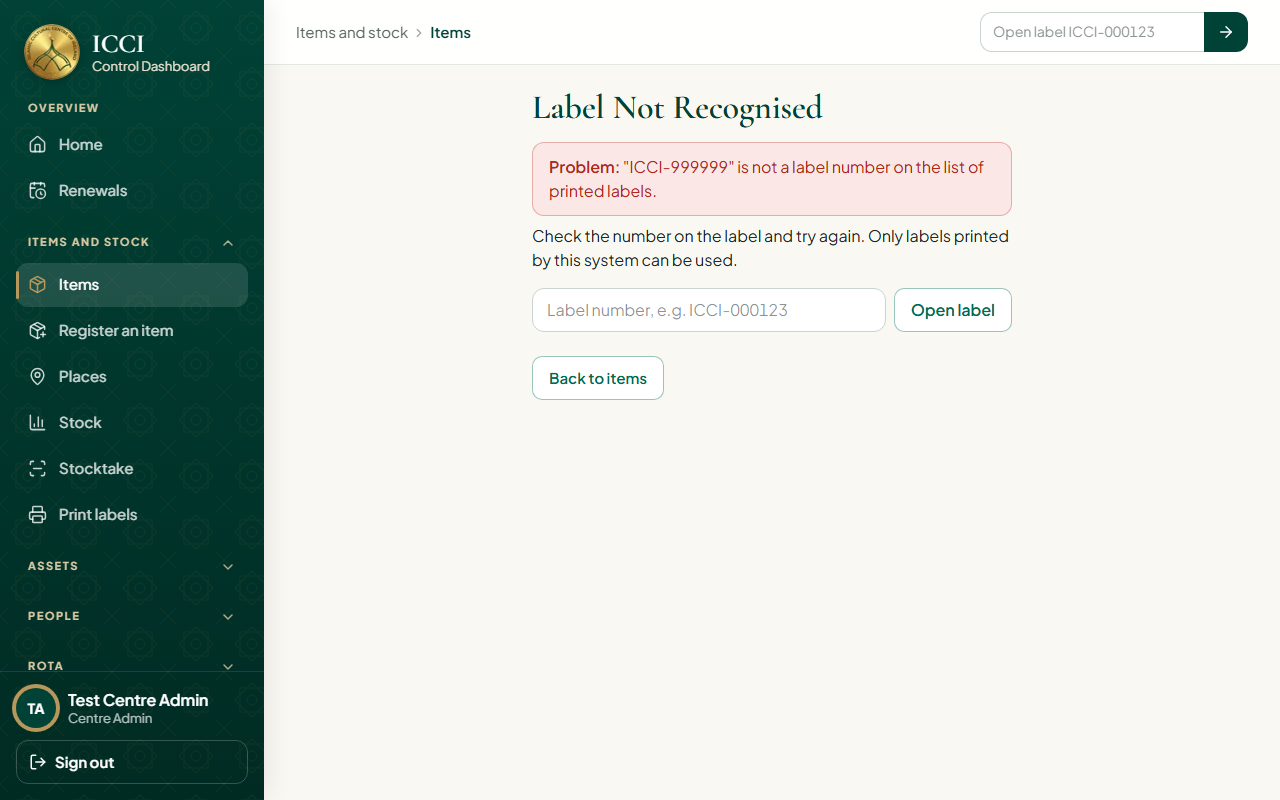 ICCI
Control Dashboard
OVERVIEW
Home
Renewals
ITEMS AND STOCK
Items
Register an item
Places
Stock
Stocktake
Print labels
ASSETS
PEOPLE
ROTA
TA
Test Centre Admin
Centre Admin
Sign out
Items and stock > Items
Open label ICCI-000123
Label Not Recognised
Problem: "ICCI-999999" is not a label number on the list of
printed labels.
Check the number on the label and try again. Only labels printed
by this system can be used.
Label number, e.g. ICCI-000123
Open label
Back to items